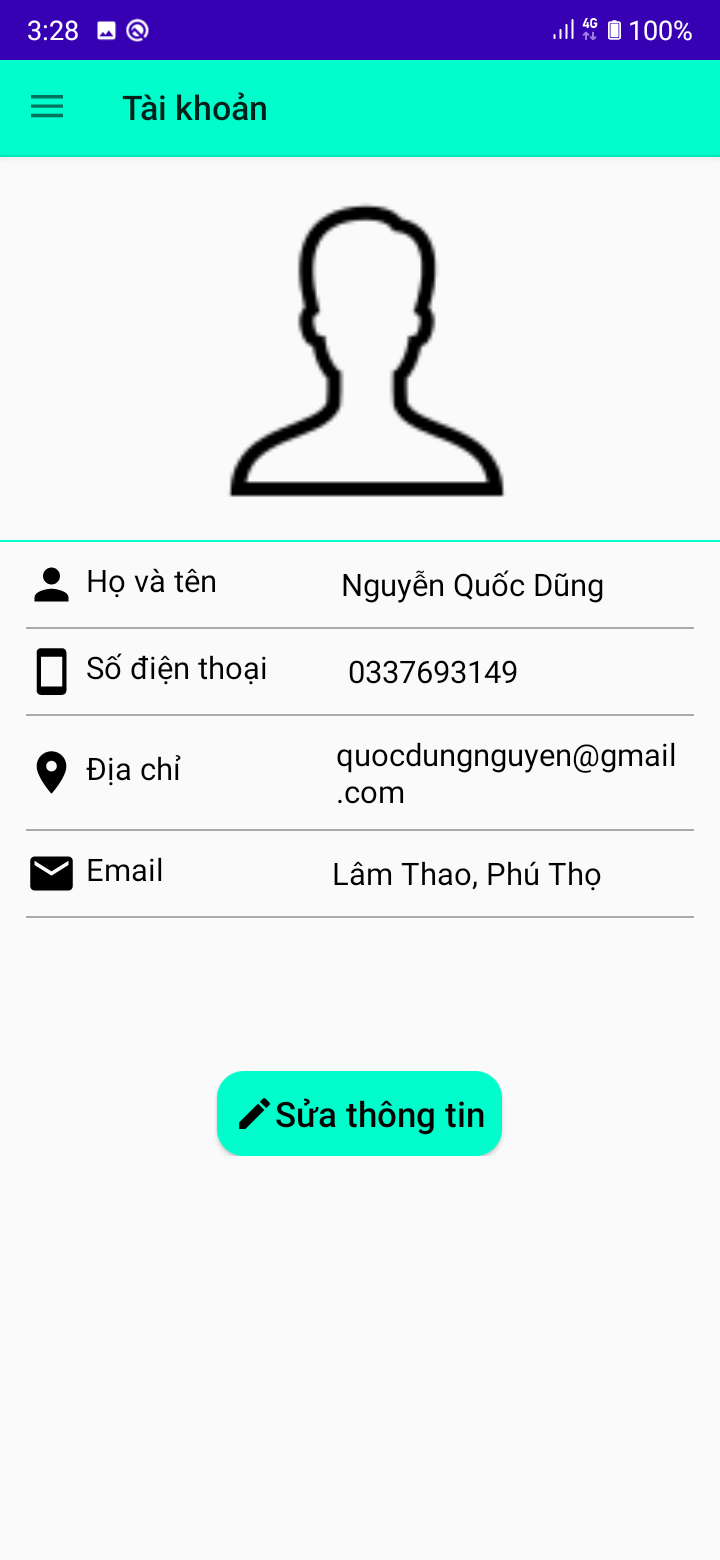 3:28
4G
100%
Tài khoản
Họ và tên
Nguyễn Quốc Dũng
Số điện thoại
0337693149
Địa chỉ
quocdungnguyen@gmail
.com
Email
Lâm Thao, Phú Thọ
Sửa thông tin